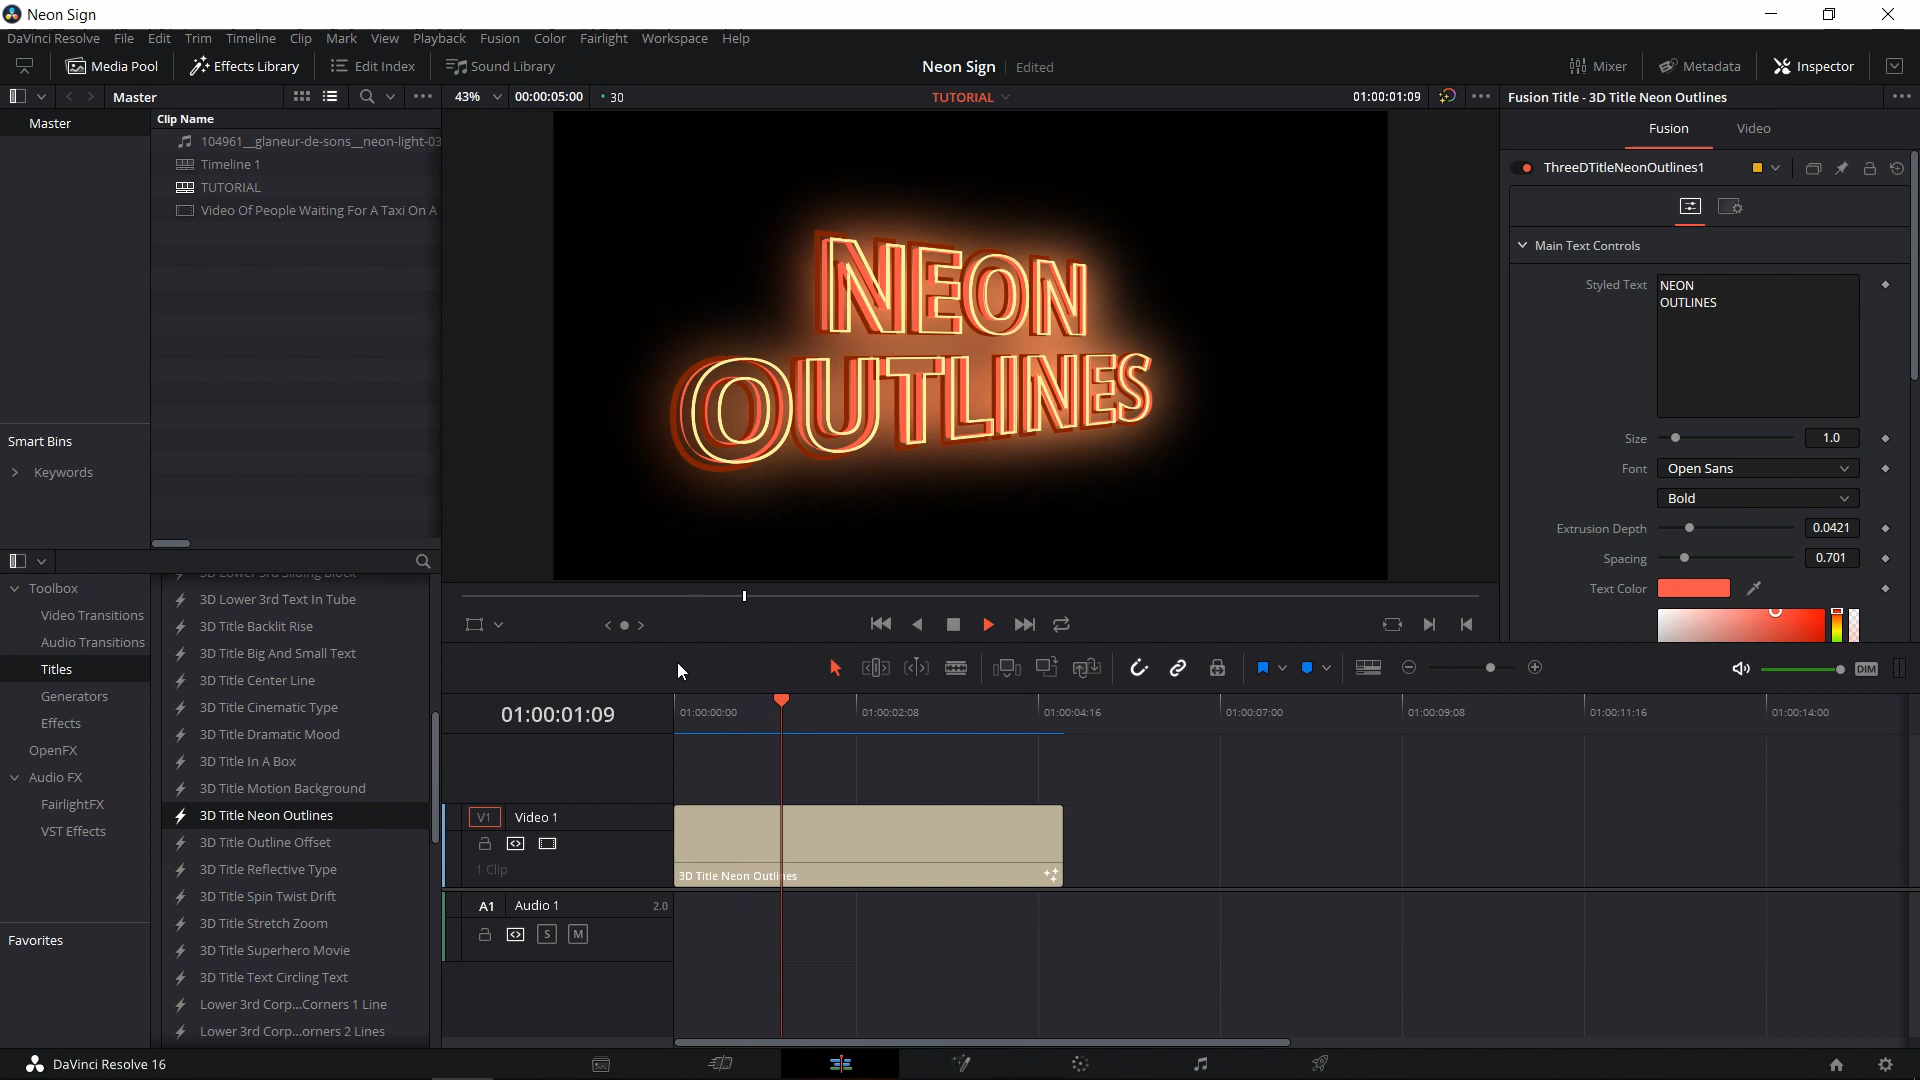 Neon Sign
DaVinci Resolve File Edit Trim Timeline Clip Mark View Playback Fusion Color Fairlight Workspace Help
Media Pool Effects Library Edit Index Sound Library Neon Sign Edited Mixer Metadata Inspector
Master 43% 00:00:05:00 30 TUTORIAL 01:00:01:09 Fusion Title - 3D Title Neon Outlines
Master
Clip Name
104961__glaneur-de-sons__neon-light-03
Timeline 1
TUTORIAL
Video Of People Waiting For A Taxi On A
Smart Bins
Keywords
NEON
OUTLINES
Fusion Video
ThreeDTitleNeonOutlines1
Main Text Controls
Styled Text
NEON
OUTLINES
Size 1.0
Font Open Sans
Bold
Extrusion Depth 0.0421
Spacing 0.701
Text Color
Toolbox
Video Transitions
Audio Transitions
Titles
Generators
Effects
OpenFX
Audio FX
FairlightFX
VST Effects
Favorites
3D Lower 3rd Sliding Block
3D Lower 3rd Text In Tube
3D Title Backlit Rise
3D Title Big And Small Text
3D Title Center Line
3D Title Cinematic Type
3D Title Dramatic Mood
3D Title In A Box
3D Title Motion Background
3D Title Neon Outlines
3D Title Outline Offset
3D Title Reflective Type
3D Title Spin Twist Drift
3D Title Stretch Zoom
3D Title Superhero Movie
3D Title Text Circling Text
Lower 3rd Corp...Corners 1 Line
Lower 3rd Corp...orners 2 Lines
DIM
01:00:01:09 01:00:00:00 01:00:02:08 01:00:04:16 01:00:07:00 01:00:09:08 01:00:11:16 01:00:14:00
V1 Video 1
1 Clip
3D Title Neon Outlines
A1 Audio 1 2.0
S M
DaVinci Resolve 16